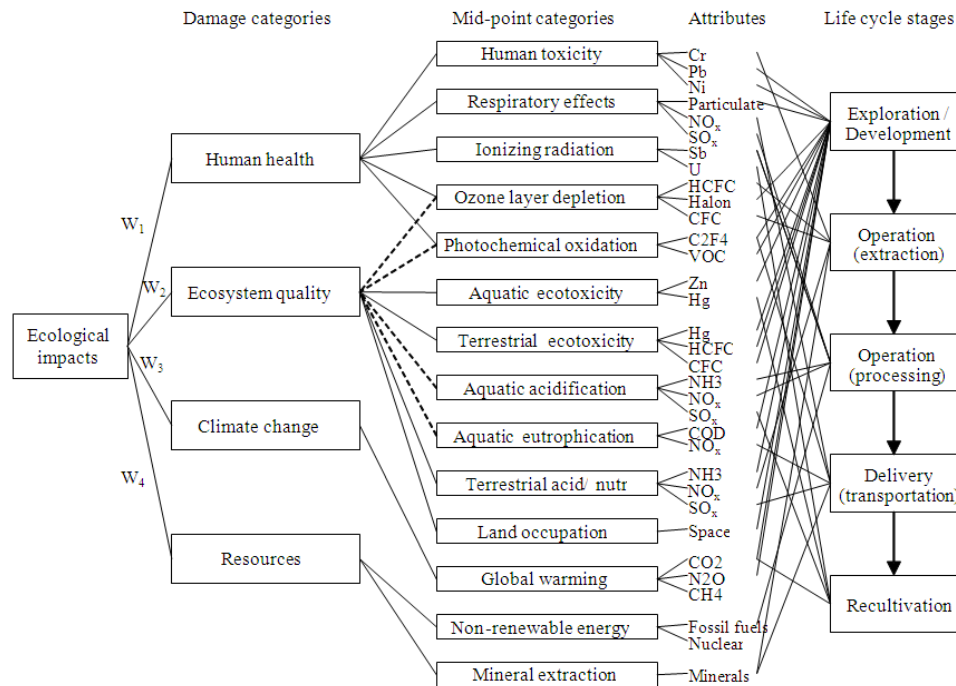 Damage categories
Mid-point categories
Attributes
Life cycle stages
Ecological
impacts
W1
W2
W3
W4
Human health
Ecosystem quality
Climate change
Resources
Human toxicity
Respiratory effects
Ionizing radiation
Ozone layer depletion
Photochemical oxidation
Aquatic ecotoxicity
Terrestrial ecotoxicity
Aquatic acidification
Aquatic eutrophication
Terrestrial acid/ nutr
Land occupation
Global warming
Non-renewable energy
Mineral extraction
Cr
Pb
Ni
Particulate
NOx
SOx
Sb
U
HCFC
Halon
CFC
C2F4
VOC
Zn
Hg
Hg
HCFC
CFC
NH3
NOx
SOx
COD
NOx
NH3
NOx
SOx
Space
CO2
N2O
CH4
Fossil fuels
Nuclear
Minerals
Exploration /
Development
Operation
(extraction)
Operation
(processing)
Delivery
(transportation)
Recultivation